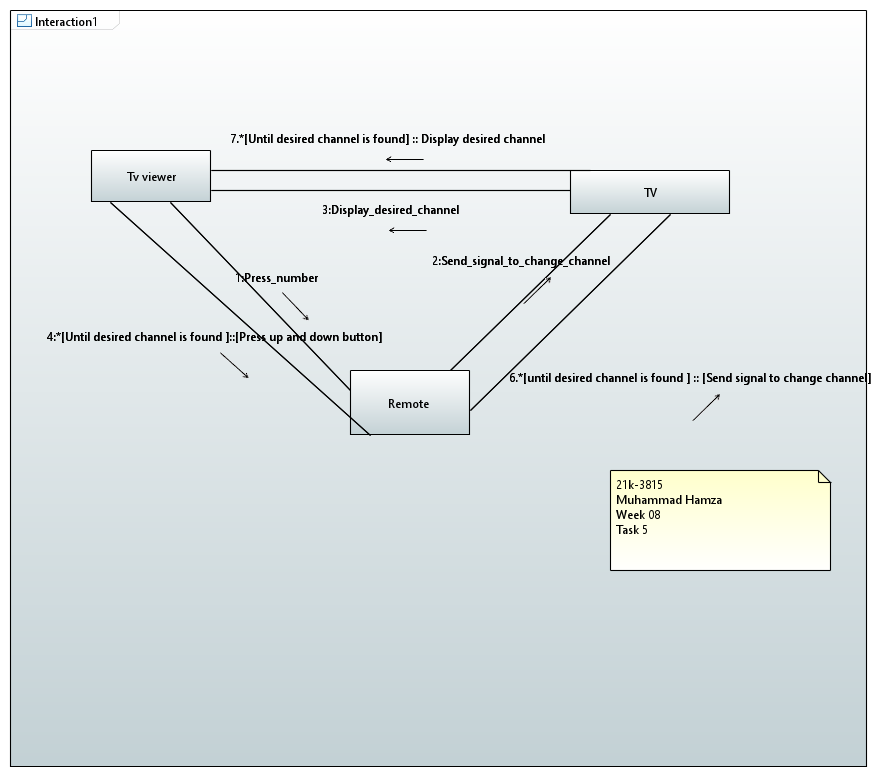 Interaction1
7.*[Until desired channel is found] :: Display desired channel
Tv viewer
TV
3:Display_desired_channel
2:Send_signal_to_change_channel
1:Press_number
4:*[Until desired channel is found ]::[Press up and down button]
6.*[until desired channel is found ] :: [Send signal to change channel]
Remote
21k-3815
Muhammad Hamza
Week 08
Task 5